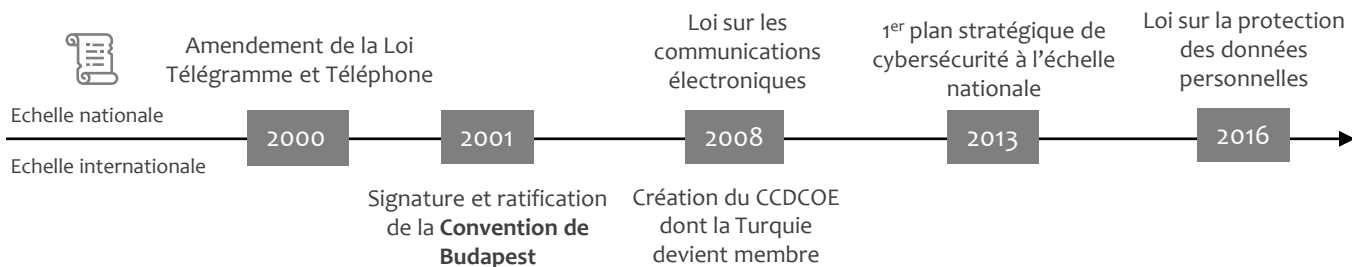 Amendement de la Loi
Télégramme et Téléphone
Loi sur les
communications
électroniques
1er plan stratégique de
cybersécurité à l'échelle
nationale
Loi sur la protection
des données
personnelles
Echelle nationale
2000
2001
2008
2013
2016
Echelle internationale
Signature et ratification
de la Convention de
Budapest
Création du CCDCOE
dont la Turquie
devient membre